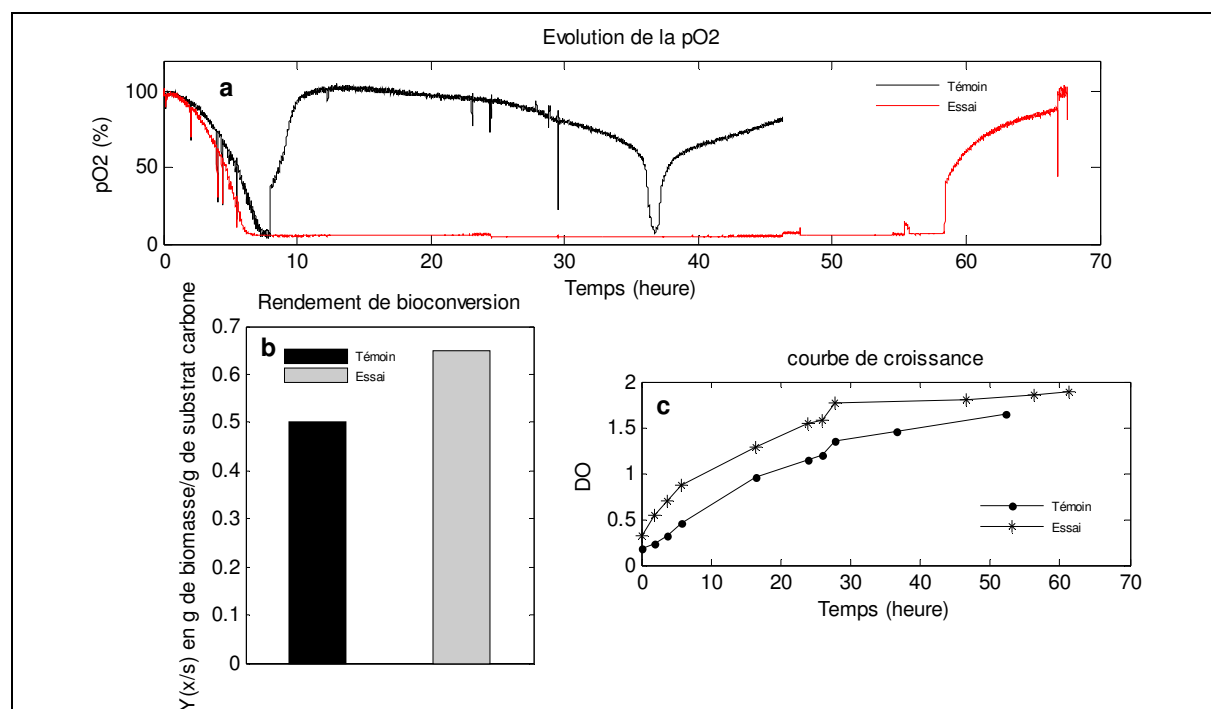 Evolution de la pO2
a
Témoin
Essai
100
50
0
pO2 (%)
0 10 20 30 40 50 60 70
Temps (heure)
Rendement de bioconversion
b
Témoin
Essai
0.7
0.6
0.5
0.4
0.3
0.2
0.1
0
Y(x/s) en g de biomasse/g de substrat carbone
courbe de croissance
c
2
1.5
1
0.5
0
DO
Témoin
Essai
0 10 20 30 40 50 60 70
Temps (heure)